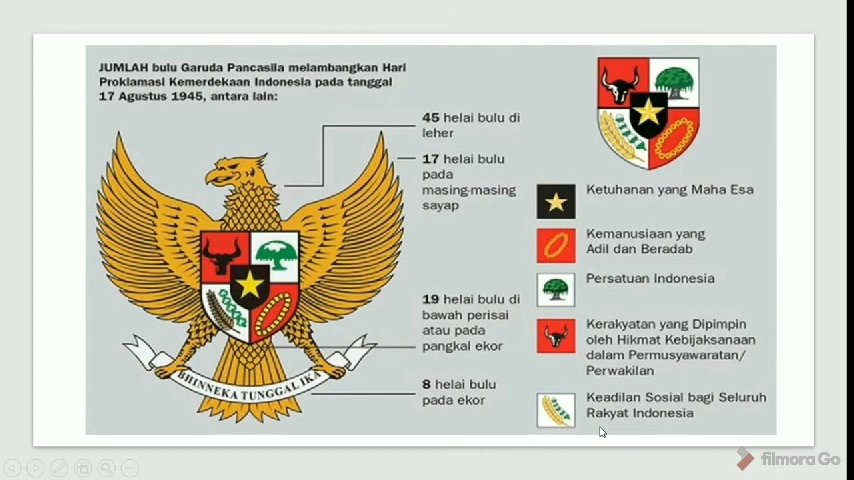 JUMLAH bulu Garuda Pancasila melambangkan Hari
Proklamasi Kemerdekaan Indonesia pada tanggal
17 Agustus 1945, antara lain:
45 helai bulu di
leher
17 helai bulu
pada
masing-masing
sayap
19 helai bulu di
bawah perisai
atau pada
pangkal ekor
8 helai bulu
pada ekor
BHINNEKA TUNGGAL IKA
Ketuhanan yang Maha Esa
Kemanusiaan yang
Adil dan Beradab
Persatuan Indonesia
Kerakyatan yang Dipimpin
oleh Hikmat Kebijaksanaan
dalam Permusyawaratan/
Perwakilan
Keadilan Sosial bagi Seluruh
Rakyat Indonesia
filmora Go